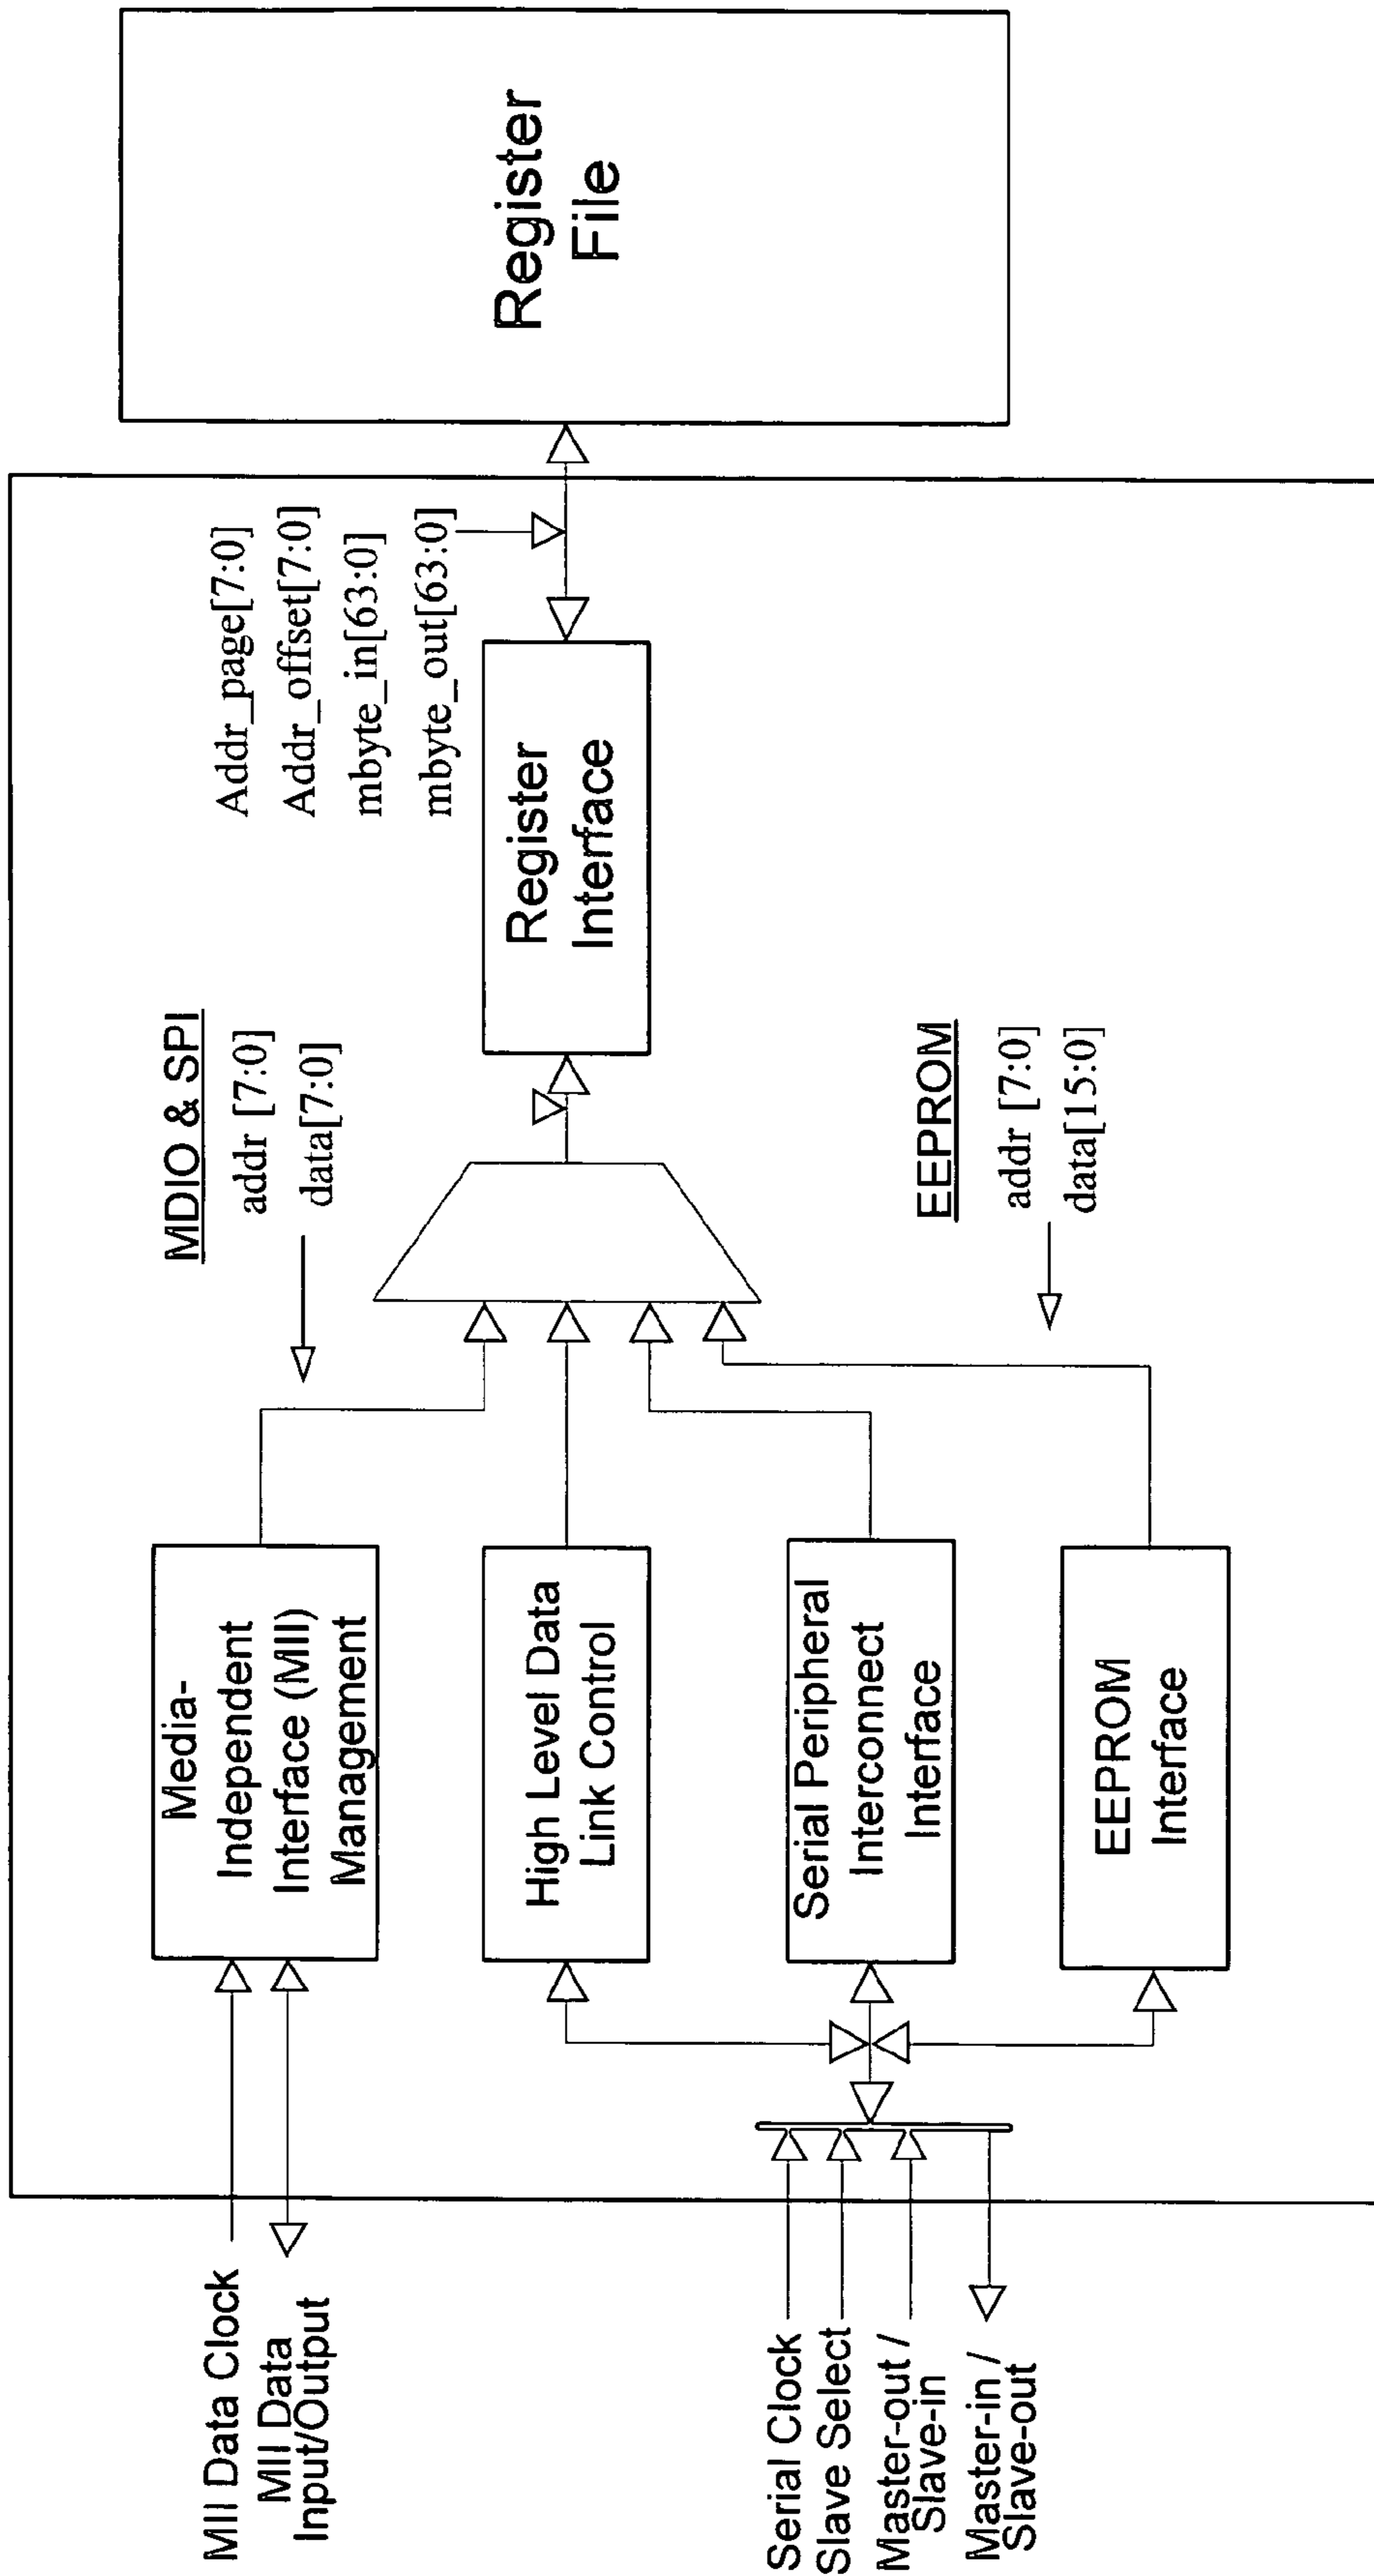 MII Data Clock
MII Data
Input/Output
Serial Clock
Slave Select
Master-out /
Slave-in
Master-in /
Slave-out
Media-
Independent
Interface (MII)
Management
High Level Data
Link Control
Serial Peripheral
Interconnect
Interface
EEPROM
Interface
MDIO & SPI
addr [7:0]
data[7:0]
EEPROM
addr [7:0]
data[15:0]
Register
Interface
Addr_page[7:0]
Addr_offset[7:0]
mbyte_in[63:0]
mbyte_out[63:0]
Register
File